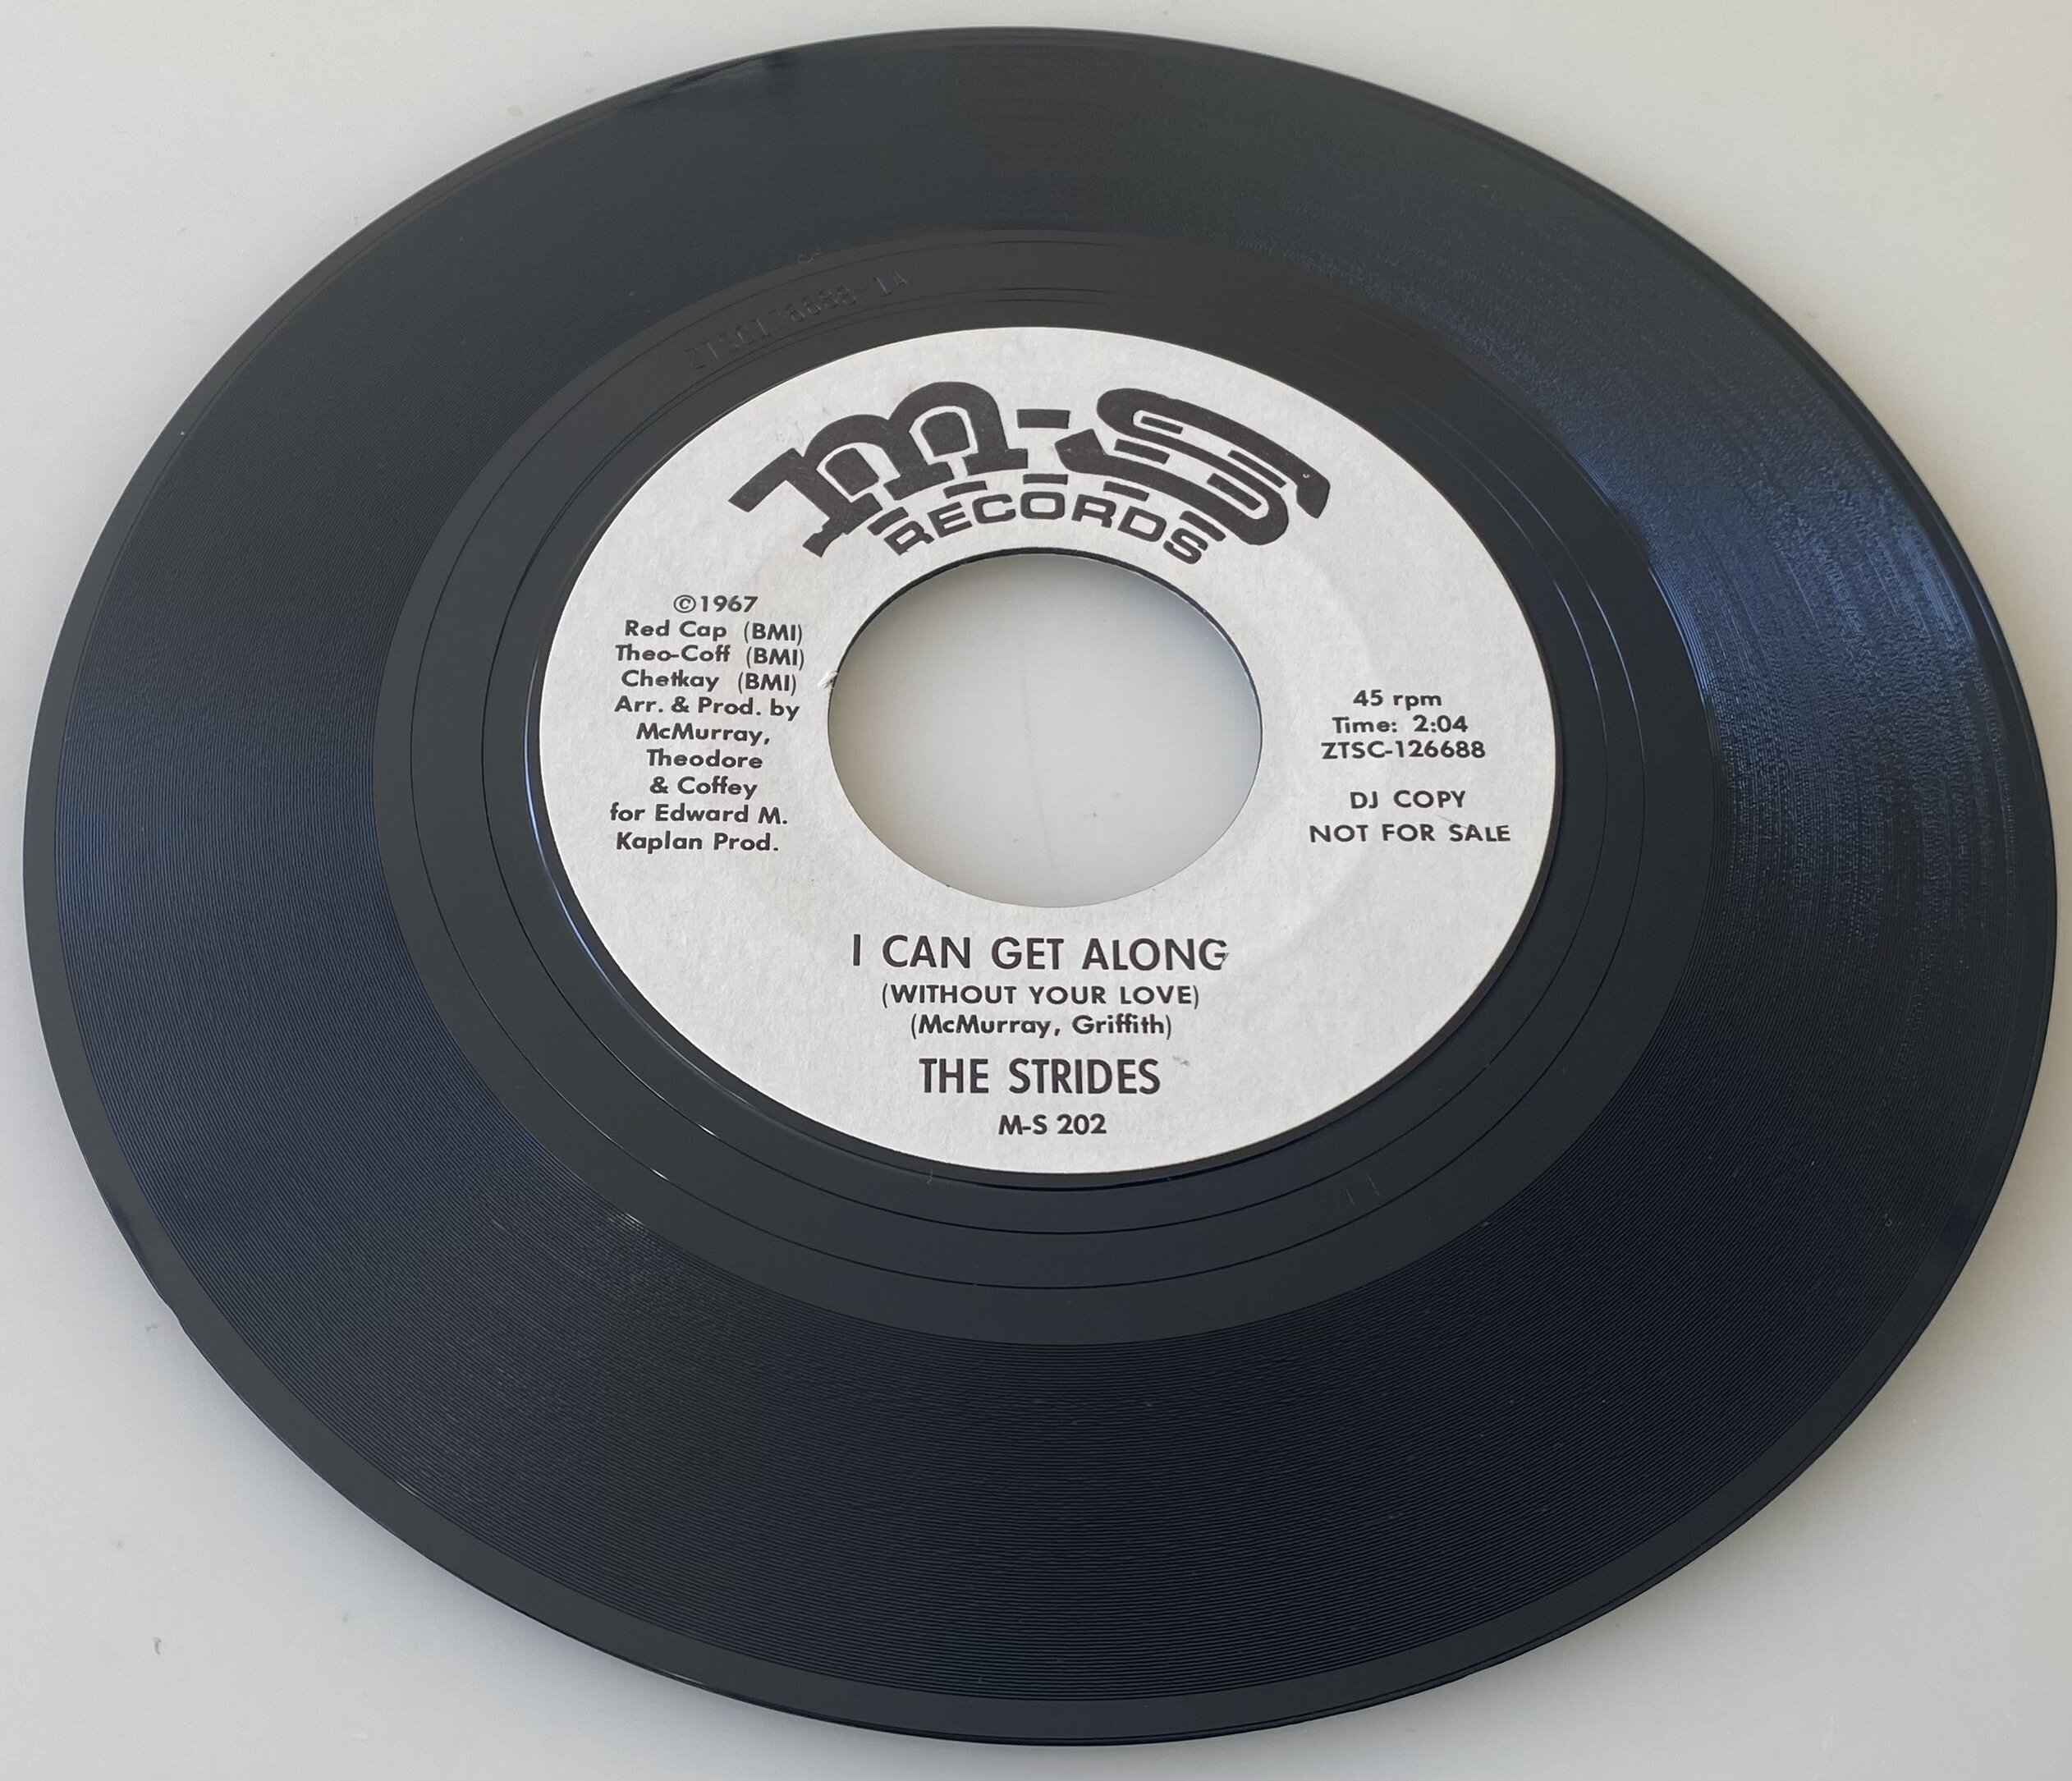 M-S
RECORDS
©1967
Red Cap (BMI)
Theo-Coff (BMI)
Chetkay (BMI)
Arr. & Prod. by
McMurray,
Theodore
& Coffey
for Edward M.
Kaplan Prod.
45 rpm
Time: 2:04
ZTSC-126688
DJ COPY
NOT FOR SALE
I CAN GET ALONG
(WITHOUT YOUR LOVE)
(McMurray, Griffith)
THE STRIDES
M-S 202